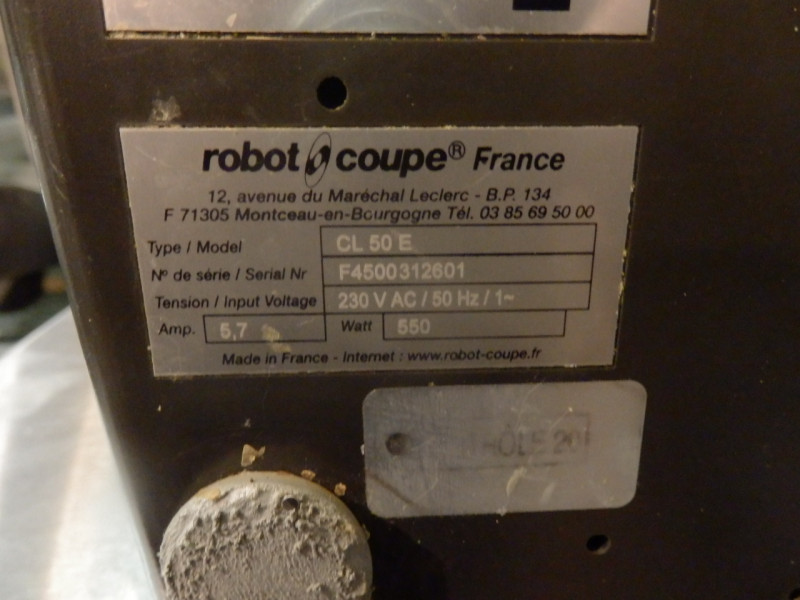 robot coupe® France
12, avenue du Maréchal Leclerc - B.P. 134
F 71305 Montceau-en-Bourgogne Tél. 03 85 69 50 00
Type / Model CL 50 E
Nº de série / Serial Nr F4500312601
Tension / Input Voltage 230 V AC / 50 Hz / 1~
Amp. 5,7 Watt 550
Made in France - Internet : www.robot-coupe.fr